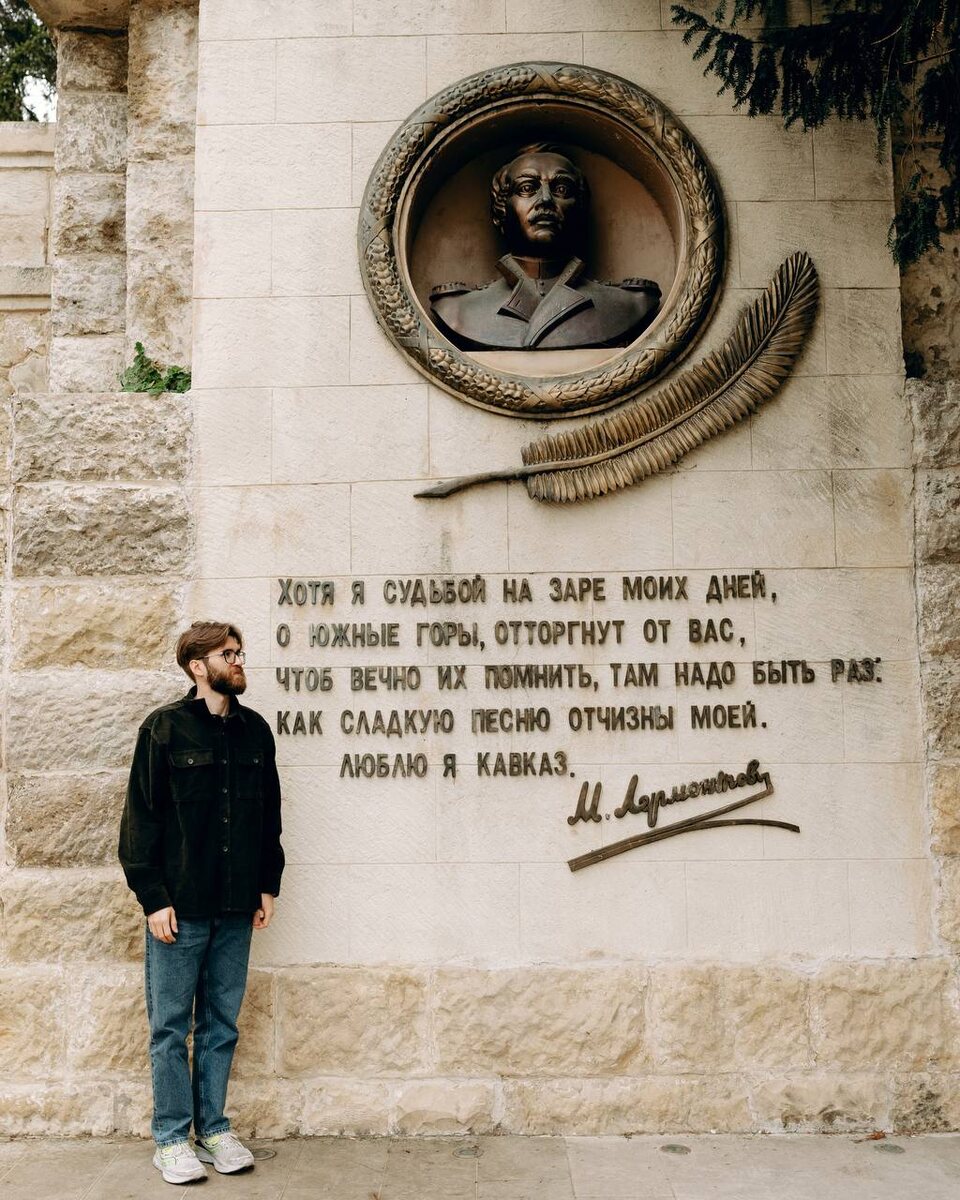 ХОТЯ Я СУДЬБОЙ НА ЗАРЕ МОИХ ДНЕЙ,
О ЮЖНЫЕ ГОРЫ, ОТТОРГНУТ ОТ ВАС,
ЧТОБ ВЕЧНО ИХ ПОМНИТЬ, ТАМ НАДО БЫТЬ РАЗ:
КАК СЛАДКУЮ ПЕСНЮ ОТЧИЗНЫ МОЕЙ.
ЛЮБЛЮ Я КАВКАЗ.
М. Лермонтовъ